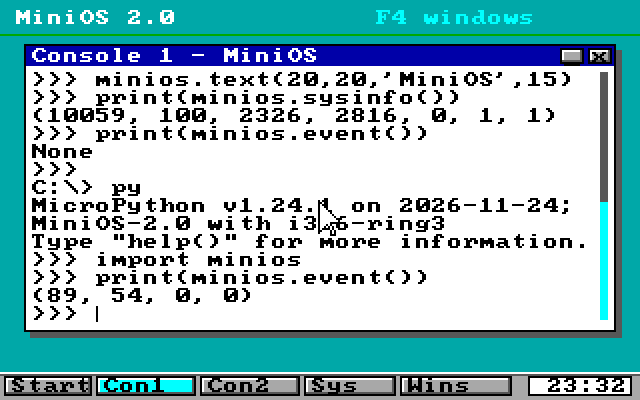 MiniOS 2.0 F4 windows
Console 1 - MiniOS
>>> minios.text(20,20,'MiniOS',15)
>>> print(minios.sysinfo())
(10059, 100, 2326, 2816, 0, 1, 1)
>>> print(minios.event())
None
>>>
C:\> py
MicroPython v1.24.1 on 2026-11-24;
MiniOS-2.0 with i386-ring3
Type "help()" for more information.
>>> import minios
>>> print(minios.event())
(89, 54, 0, 0)
>>>
Start Con1 Con2 Sys Wins 23:32